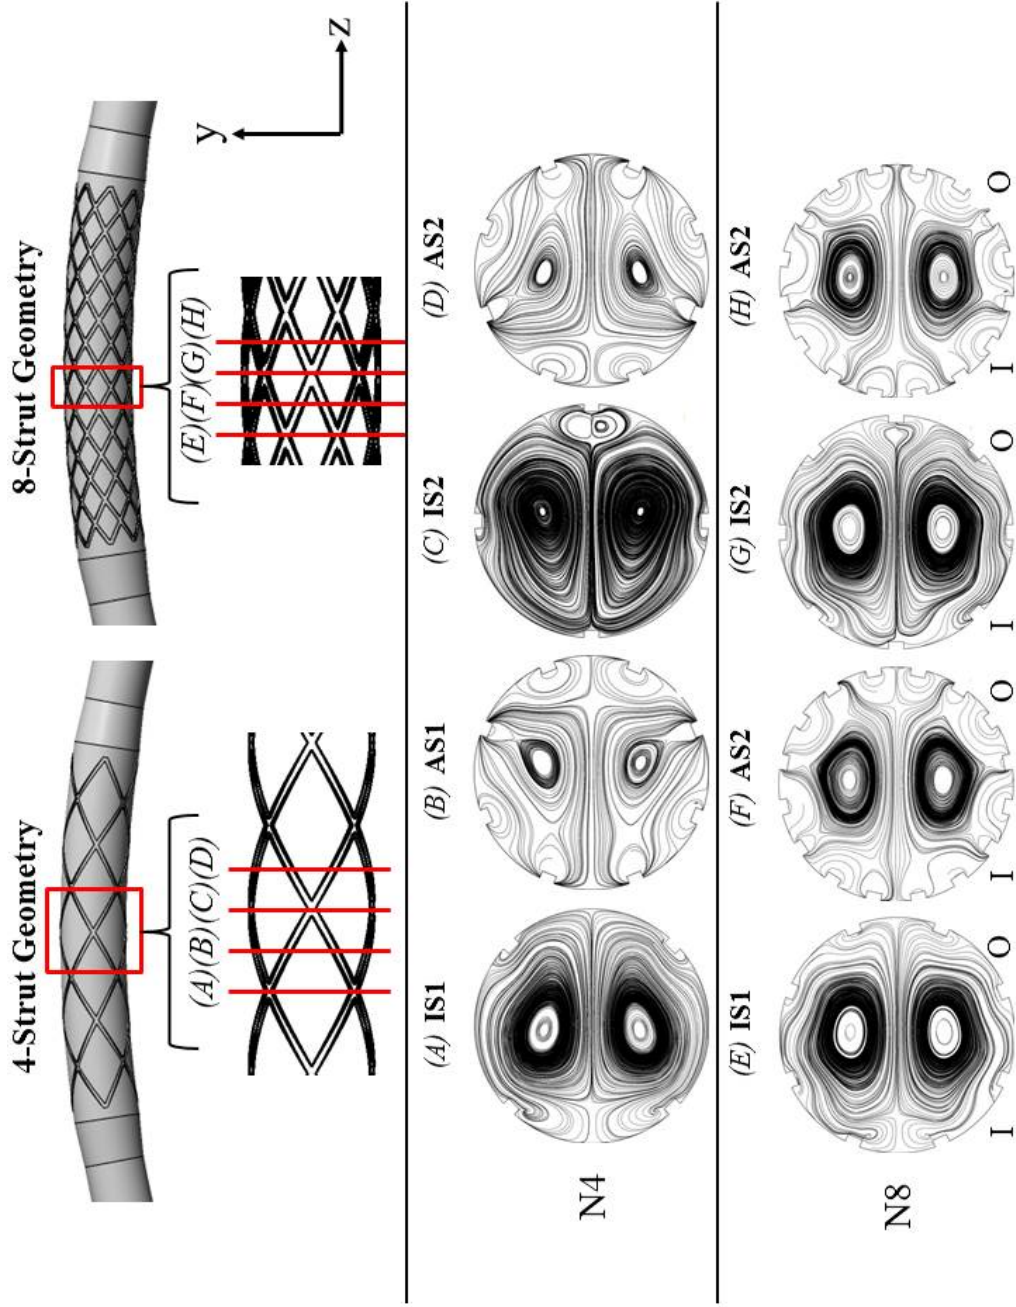 4-Strut Geometry
8-Strut Geometry
(A)(B)(C)(D)
(E)(F)(G)(H)
y
z
(A) IS1
(B) AS1
(C) IS2
(D) AS2
N4
(E) IS1
(F) AS2
(G) IS2
(H) AS2
N8
I
O
I
O
I
O
I
O